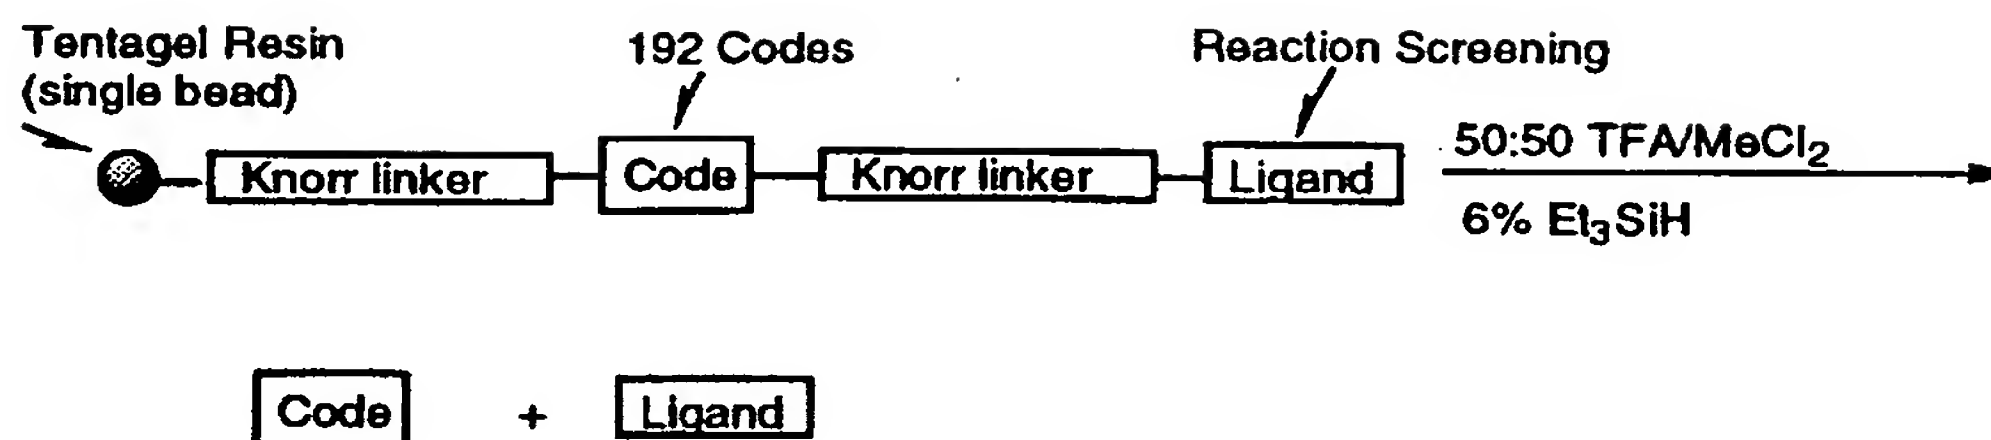 Tentagel Resin
(single bead)
192 Codes
Reaction Screening
Knorr linker
Code
Knorr linker
Ligand
50:50 TFA/MeCl₂
6% Et₃SiH
Code + Ligand